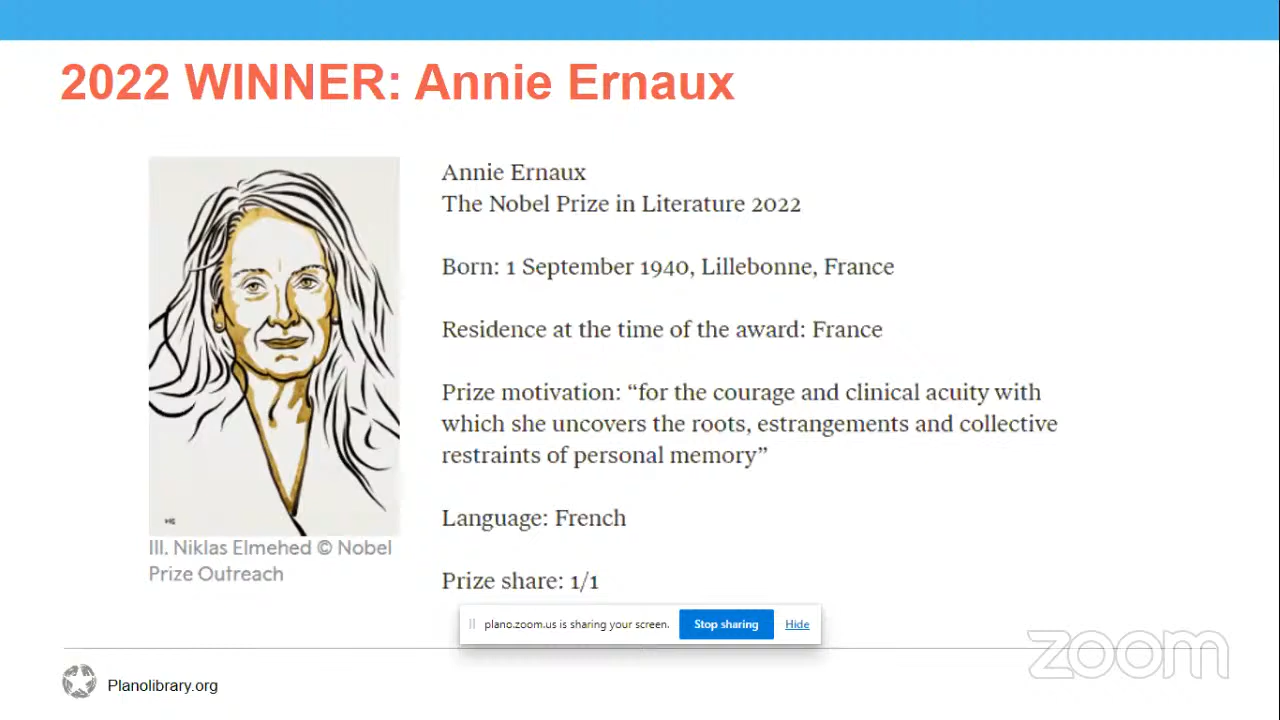 2022 WINNER: Annie Ernaux
Annie Ernaux
The Nobel Prize in Literature 2022
Born: 1 September 1940, Lillebonne, France
Residence at the time of the award: France
Prize motivation: “for the courage and clinical acuity with
which she uncovers the roots, estrangements and collective
restraints of personal memory”
Language: French
Prize share: 1/1
III. Niklas Elmehed © Nobel
Prize Outreach
plano.zoom.us is sharing your screen. Stop sharing Hide
zoom
Planolibrary.org